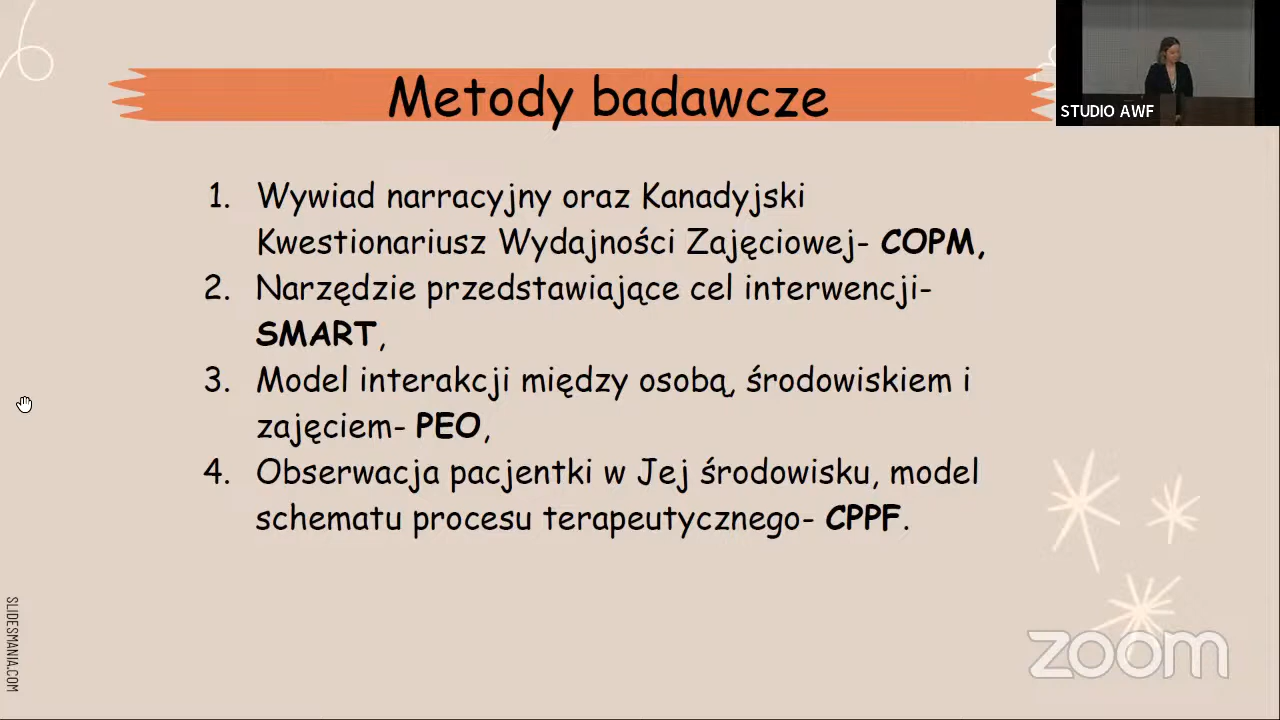 Metody badawcze
STUDIO AWF
1. Wywiad narracyjny oraz Kanadyjski
Kwestionariusz Wydajności Zajęciowej- COPM,
2. Narzędzie przedstawiające cel interwencji-
SMART,
3. Model interakcji między osobą, środowiskiem i
zajęciem- PEO,
4. Obserwacja pacjentki w Jej środowisku, model
schematu procesu terapeutycznego- CPPF.
SLIDESMANIA.COM
zoom